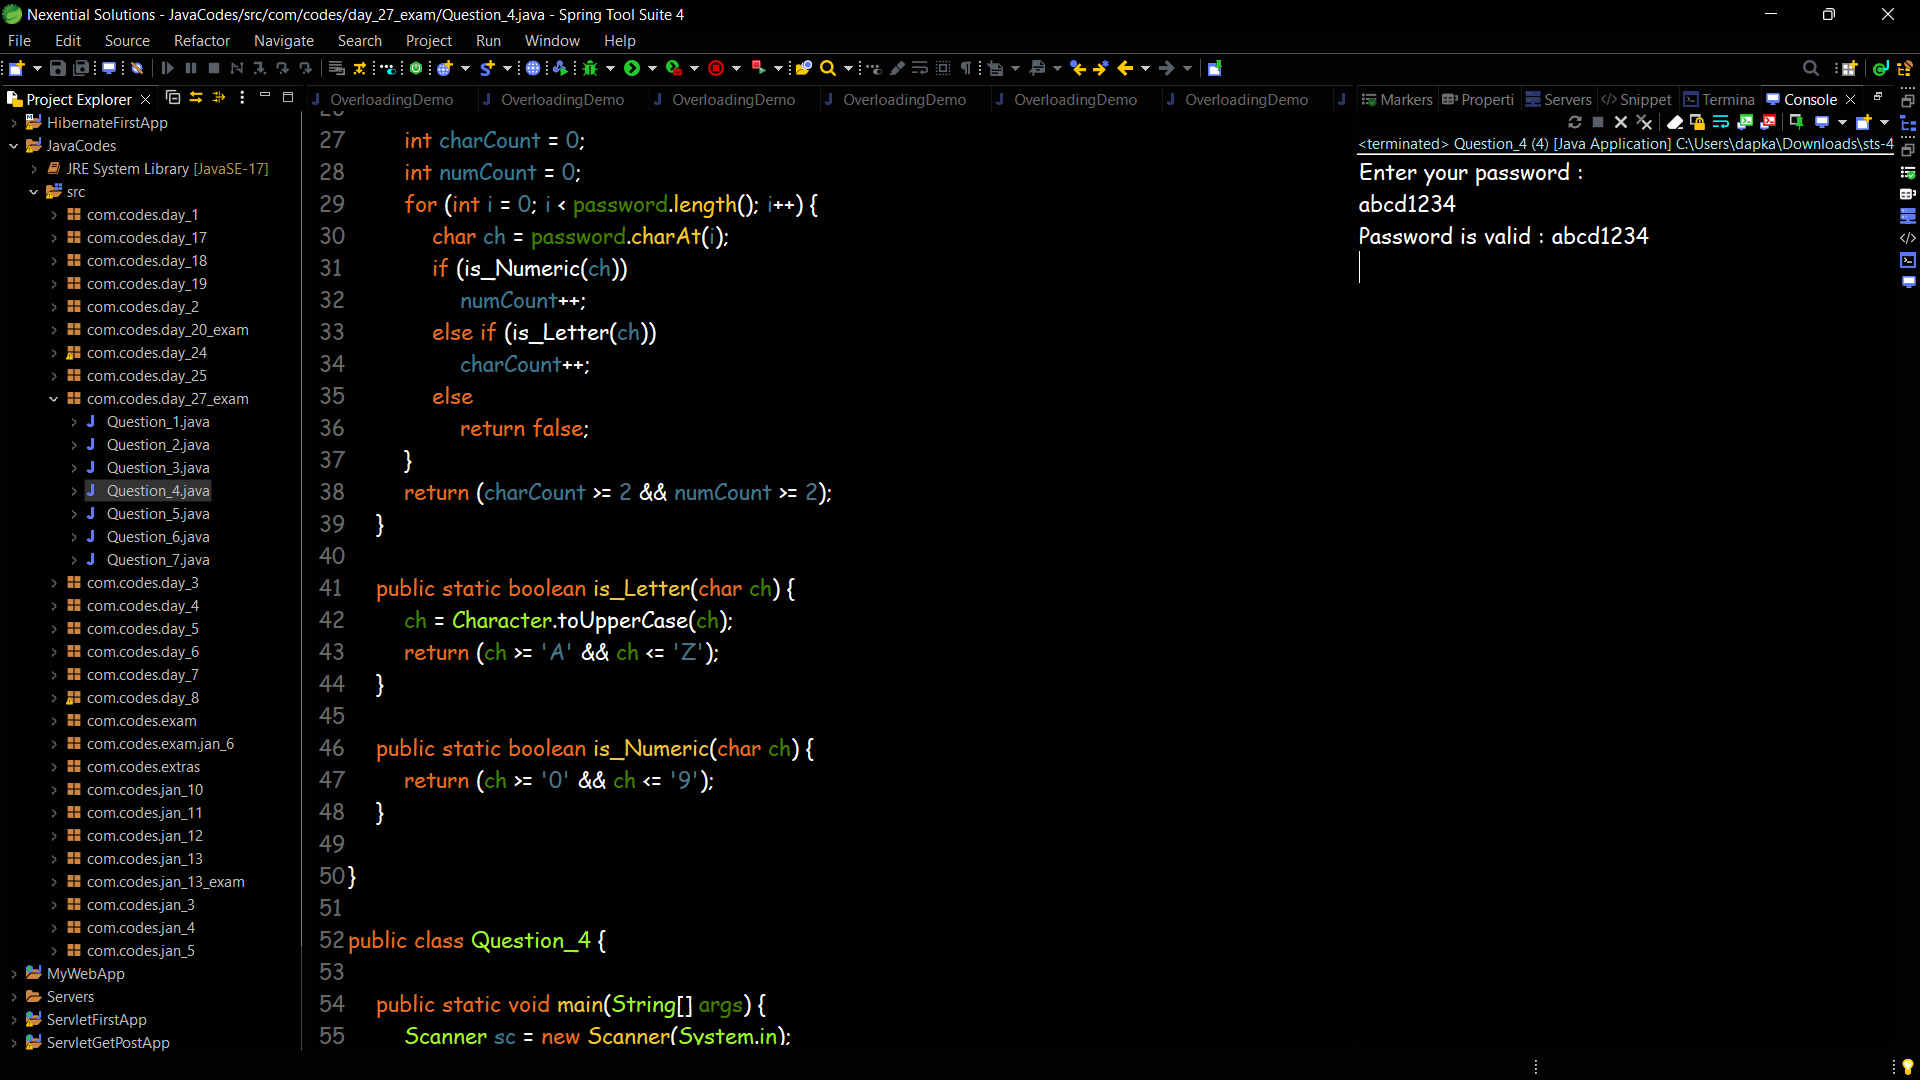 Nexential Solutions - JavaCodes/src/com/codes/day_27_exam/Question_4.java - Spring Tool Suite 4
File Edit Source Refactor Navigate Search Project Run Window Help
Project Explorer
HibernateFirstApp
JavaCodes
JRE System Library [JavaSE-17]
src
com.codes.day_1
com.codes.day_17
com.codes.day_18
com.codes.day_19
com.codes.day_2
com.codes.day_20_exam
com.codes.day_24
com.codes.day_25
com.codes.day_27_exam
Question_1.java
Question_2.java
Question_3.java
Question_4.java
Question_5.java
Question_6.java
Question_7.java
com.codes.day_3
com.codes.day_4
com.codes.day_5
com.codes.day_6
com.codes.day_7
com.codes.day_8
com.codes.exam
com.codes.exam.jan_6
com.codes.extras
com.codes.jan_10
com.codes.jan_11
com.codes.jan_12
com.codes.jan_13
com.codes.jan_13_exam
com.codes.jan_3
com.codes.jan_4
com.codes.jan_5
MyWebApp
Servers
ServletFirstApp
ServletGetPostApp
OverloadingDemo OverloadingDemo OverloadingDemo OverloadingDemo OverloadingDemo OverloadingDemo
27 int charCount = 0;
28 int numCount = 0;
29 for (int i = 0; i < password.length(); i++) {
30 char ch = password.charAt(i);
31 if (is_Numeric(ch))
32 numCount++;
33 else if (is_Letter(ch))
34 charCount++;
35 else
36 return false;
37 }
38 return (charCount >= 2 && numCount >= 2);
39 }
40
41 public static boolean is_Letter(char ch) {
42 ch = Character.toUpperCase(ch);
43 return (ch >= 'A' && ch <= 'Z');
44 }
45
46 public static boolean is_Numeric(char ch) {
47 return (ch >= '0' && ch <= '9');
48 }
49
50 }
51
52 public class Question_4 {
53
54 public static void main(String[] args) {
55 Scanner sc = new Scanner(System.in);
Markers Properti Servers Snippet Termina Console
<terminated> Question_4 (4) [Java Application] C:\Users\dapka\Downloads\sts-4
Enter your password :
abcd1234
Password is valid : abcd1234